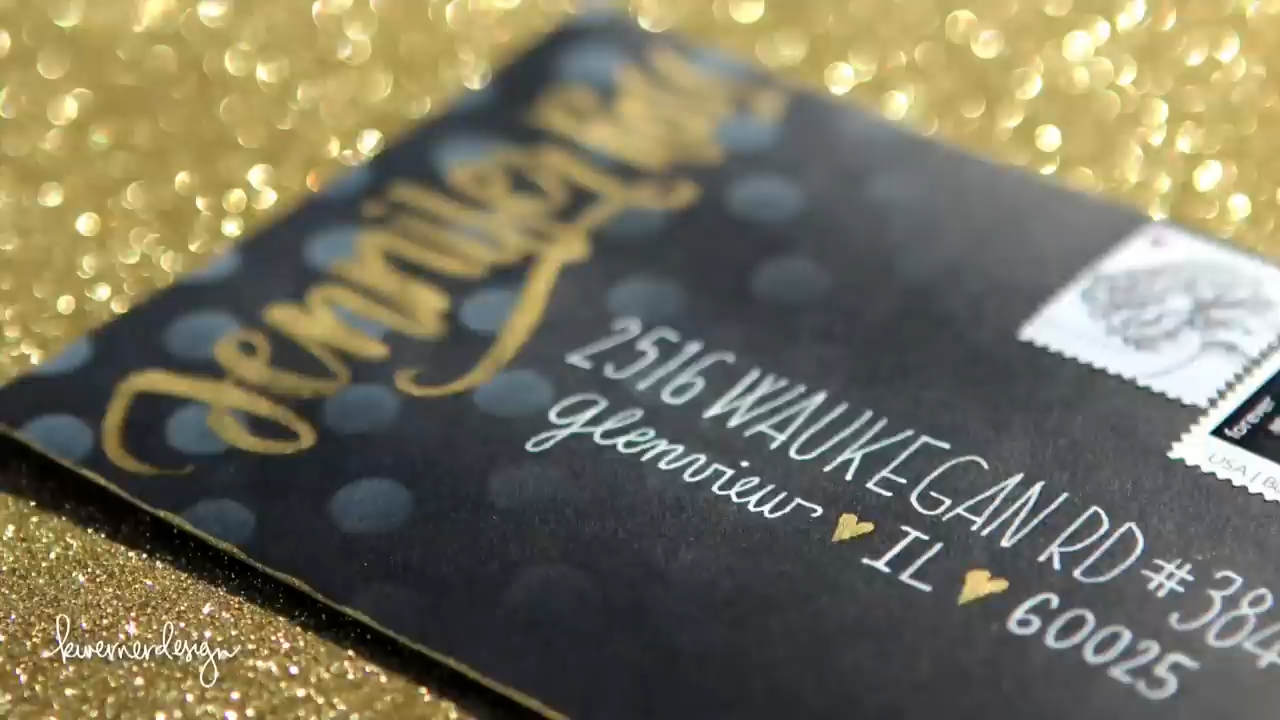 Jennifer
2516 WAUKEGAN RD #384
glenview IL 60025
forever
USA
kwernerdesign